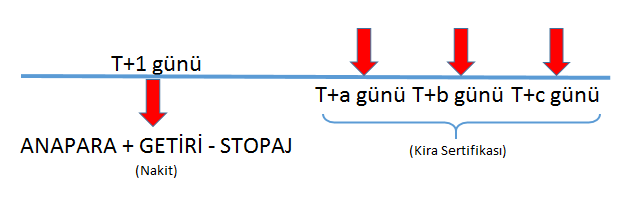 T+1 günü
T+a günü T+b günü T+c günü
ANAPARA + GETİRİ - STOPAJ
(Nakit)
(Kira Sertifikası)